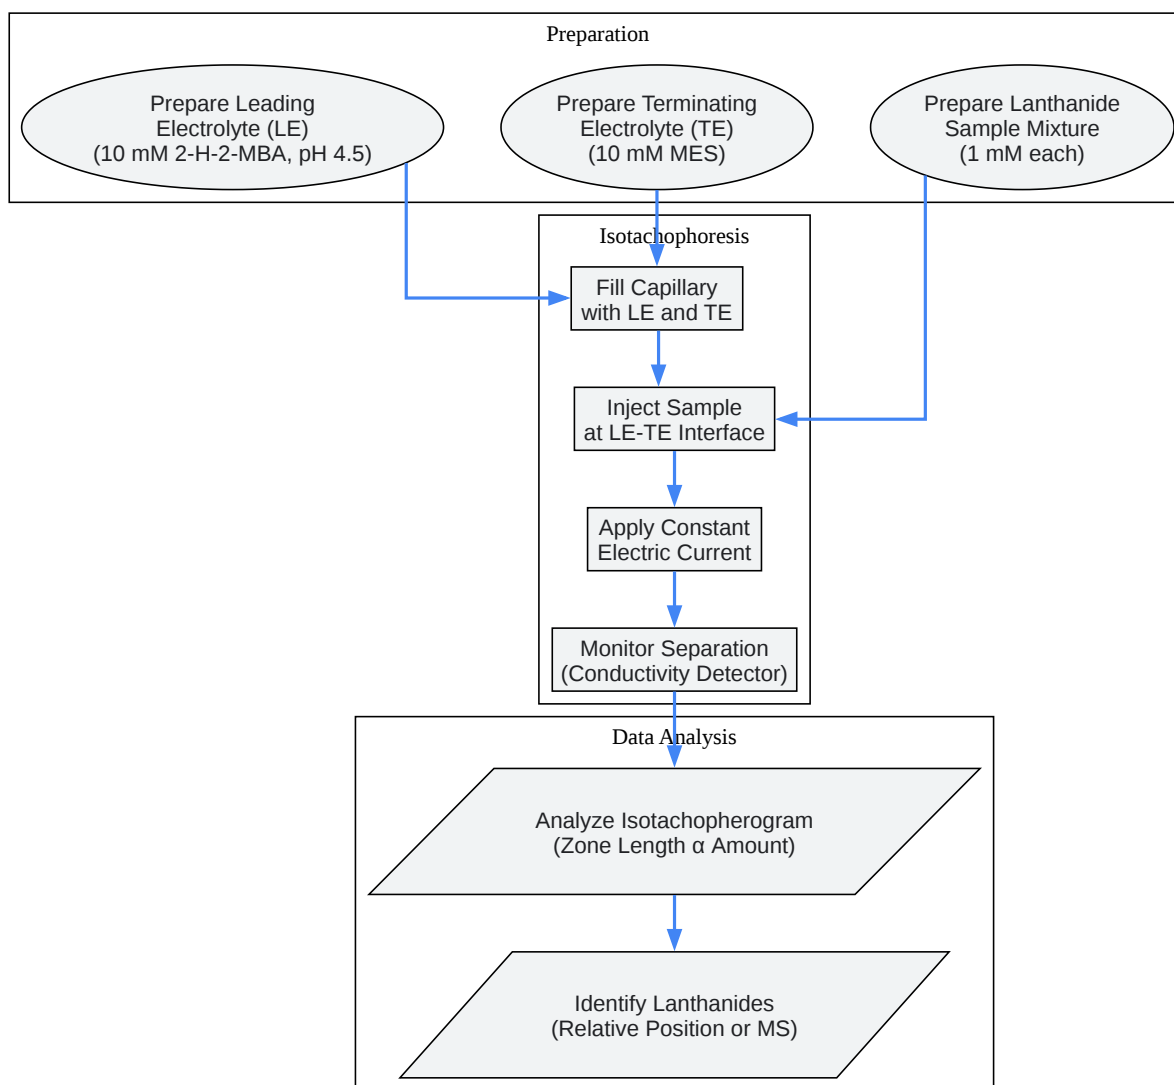 Preparation
Prepare Leading
Electrolyte (LE)
(10 mM 2-H-2-MBA, pH 4.5)
Prepare Terminating
Electrolyte (TE)
(10 mM MES)
Prepare Lanthanide
Sample Mixture
(1 mM each)
Isotachophoresis
Fill Capillary
with LE and TE
Inject Sample
at LE-TE Interface
Apply Constant
Electric Current
Monitor Separation
(Conductivity Detector)
Data Analysis
Analyze Isotachopherogram
(Zone Length α Amount)
Identify Lanthanides
(Relative Position or MS)